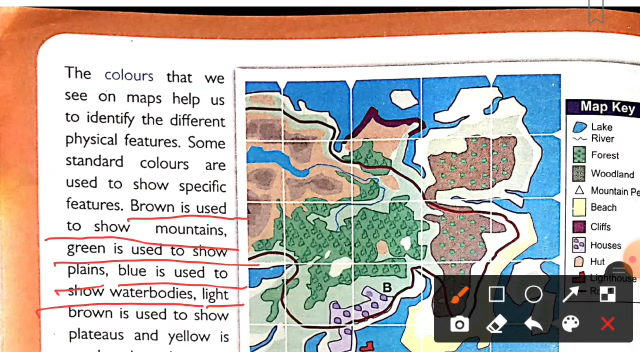 The colours that we
see on maps help us
to identify the different
physical features. Some
standard colours are
used to show specific
features. Brown is used
to show mountains,
green is used to show
plains, blue is used to
show waterbodies, light
brown is used to show
plateaus and yellow is
B
Map Key
Lake
River
Forest
Woodland
Mountain Pe
Beach
Cliffs
Houses
Hut
Lighthouse